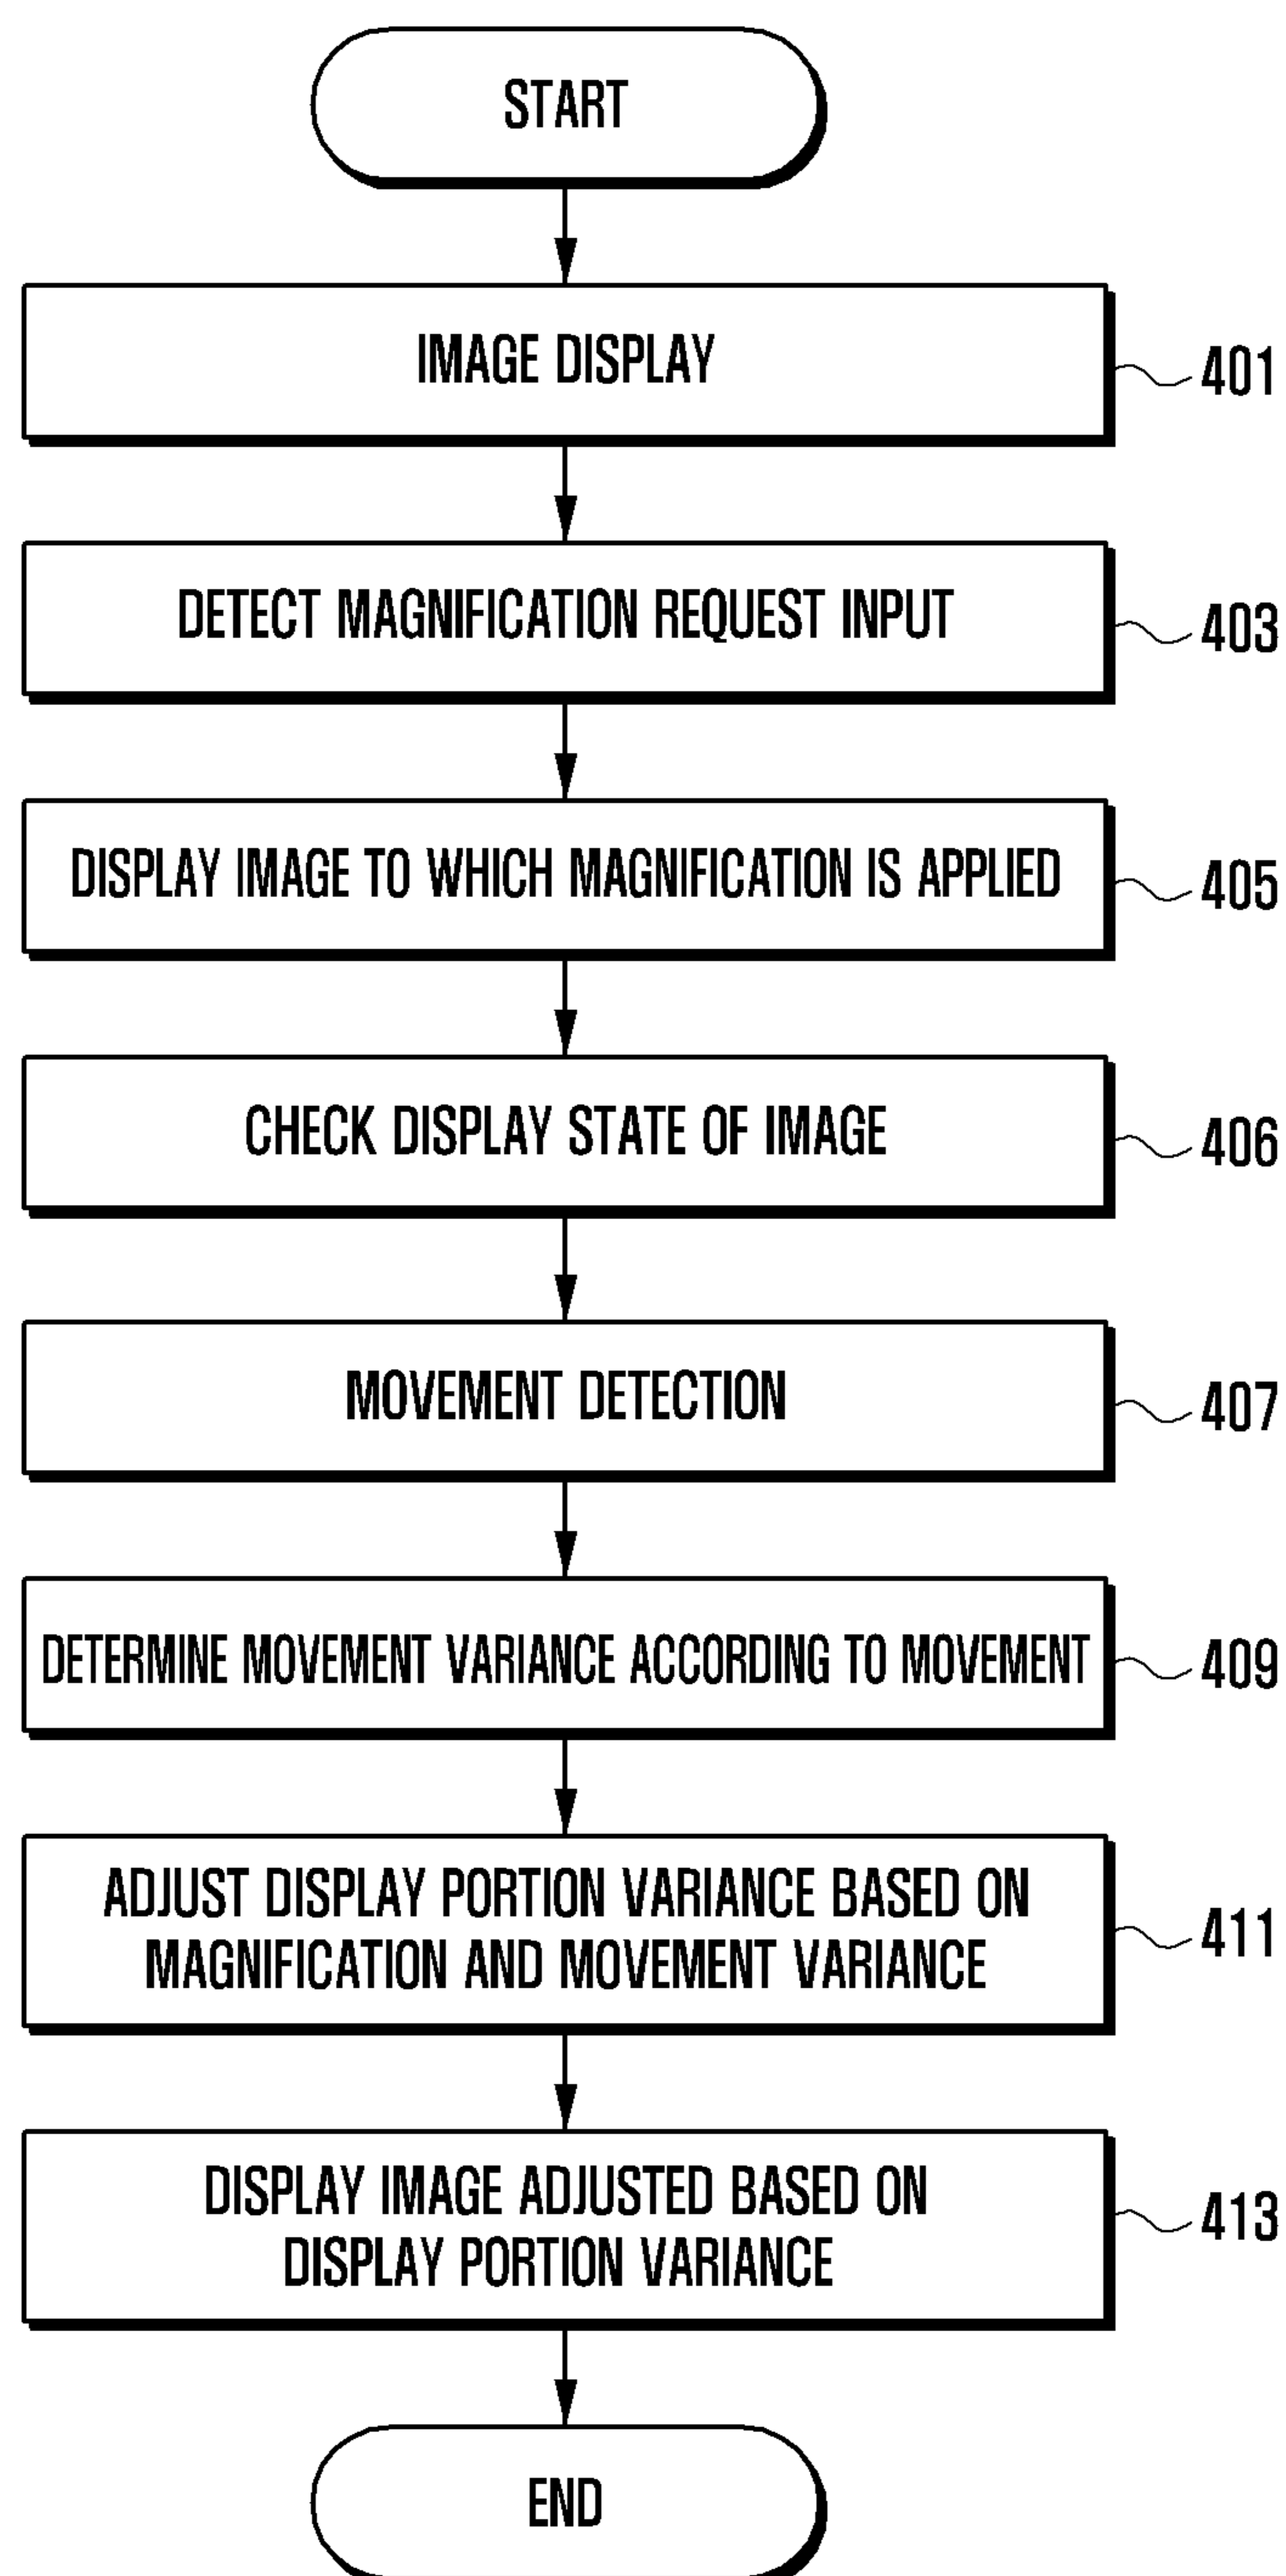 START
IMAGE DISPLAY
401
DETECT MAGNIFICATION REQUEST INPUT
403
DISPLAY IMAGE TO WHICH MAGNIFICATION IS APPLIED
405
CHECK DISPLAY STATE OF IMAGE
406
MOVEMENT DETECTION
407
DETERMINE MOVEMENT VARIANCE ACCORDING TO MOVEMENT
409
ADJUST DISPLAY PORTION VARIANCE BASED ON
MAGNIFICATION AND MOVEMENT VARIANCE
411
DISPLAY IMAGE ADJUSTED BASED ON
DISPLAY PORTION VARIANCE
413
END